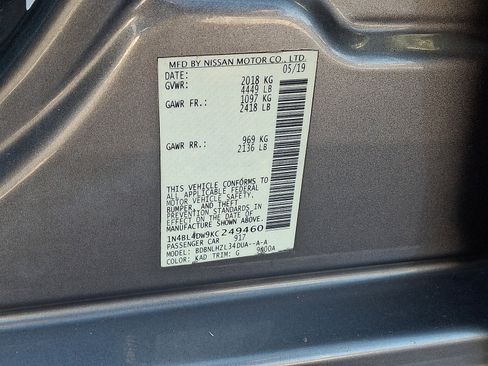 MFD BY NISSAN MOTOR CO., LTD.
DATE: 05/19
GVWR: 2018 KG
4449 LB
GAWR FR.: 1097 KG
2418 LB
GAWR RR.: 969 KG
2136 LB
THIS VEHICLE CONFORMS TO
ALL APPLICABLE FEDERAL
MOTOR VEHICLE SAFETY,
BUMPER, AND THEFT
PREVENTION STANDARDS IN
EFFECT ON THE DATE OF
MANUFACTURE SHOWN ABOVE.
1N4BL4DW9KC249460
PASSENGER CAR 917
MODEL: BDBNLHZL34DUA--A-A
COLOR: KAD TRIM: G 9800A